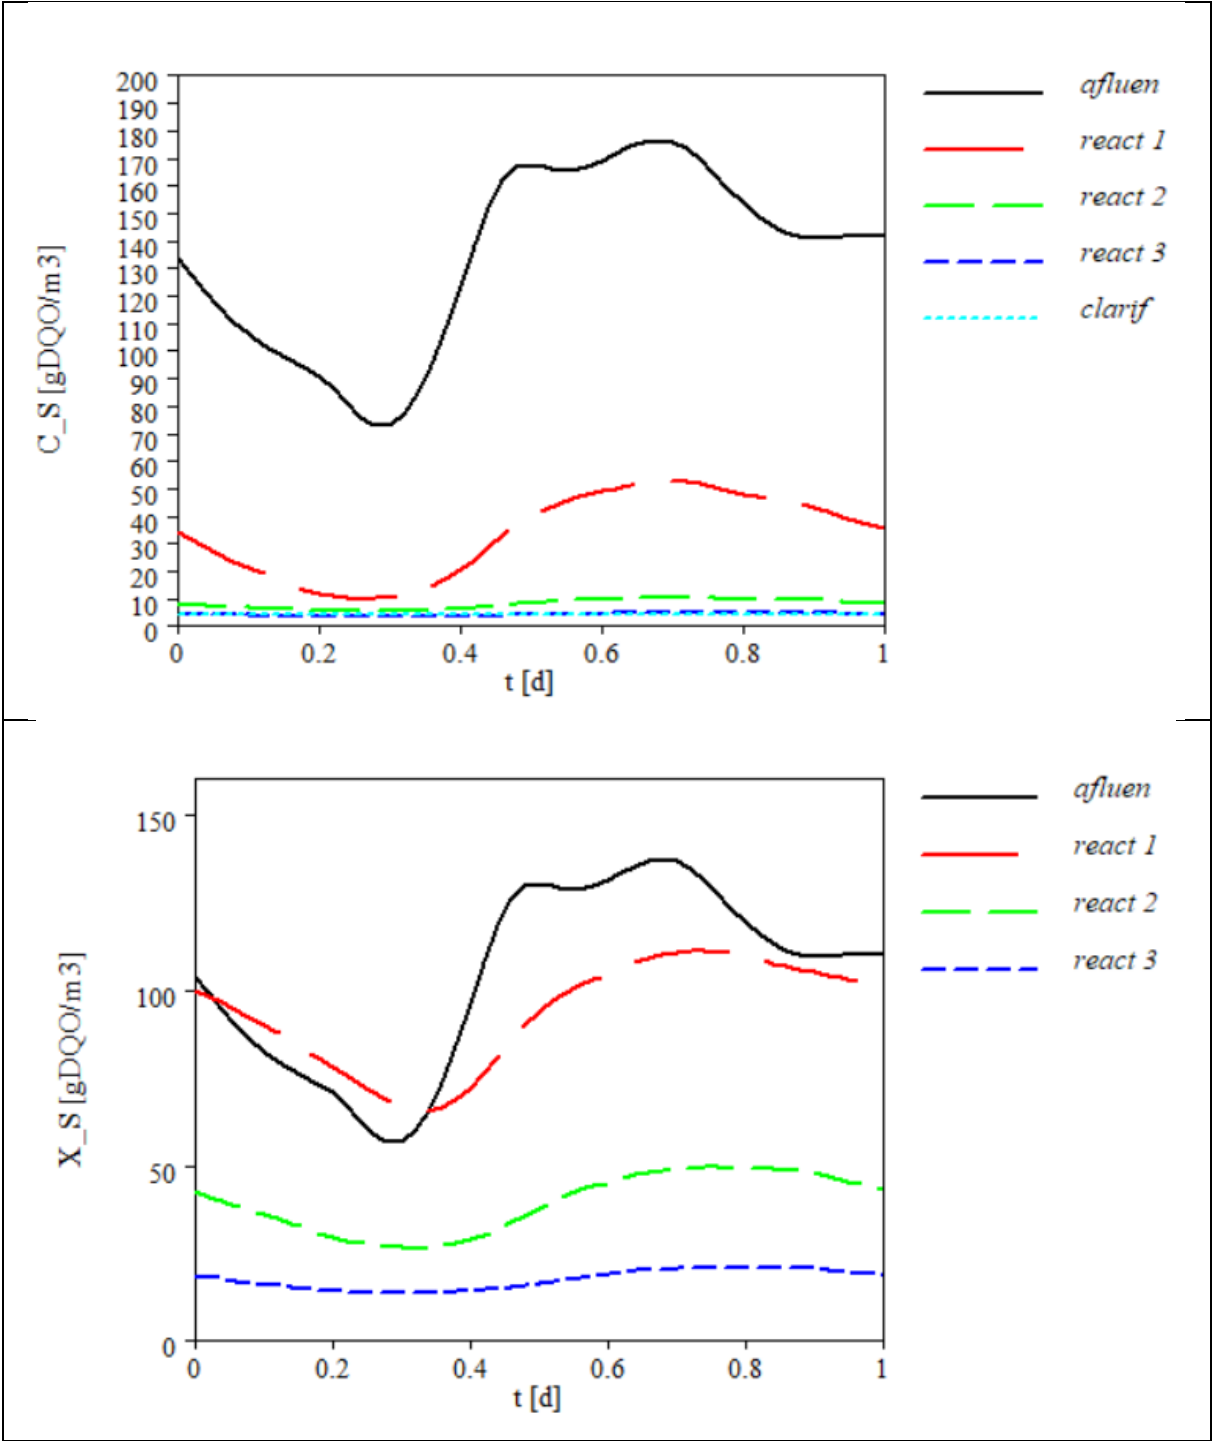 200
190
180
170
160
150
140
130
120
110
100
90
80
70
60
50
40
30
20
10
0
C_S [gDQO/m3]
0 0.2 0.4 0.6 0.8 1
t [d]
afluen
react 1
react 2
react 3
clarif
150
100
50
0
X_S [gDQO/m3]
0 0.2 0.4 0.6 0.8 1
t [d]
afluen
react 1
react 2
react 3